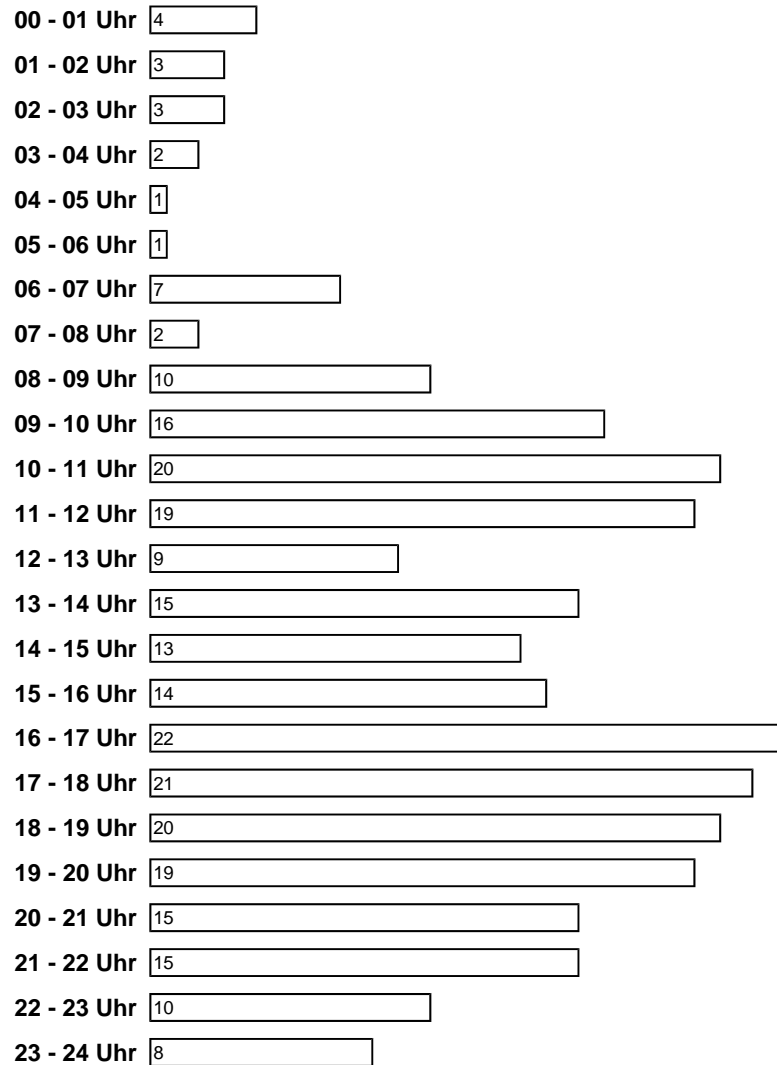 00 - 01 Uhr 4
01 - 02 Uhr 3
02 - 03 Uhr 3
03 - 04 Uhr 2
04 - 05 Uhr 1
05 - 06 Uhr 1
06 - 07 Uhr 7
07 - 08 Uhr 2
08 - 09 Uhr 10
09 - 10 Uhr 16
10 - 11 Uhr 20
11 - 12 Uhr 19
12 - 13 Uhr 9
13 - 14 Uhr 15
14 - 15 Uhr 13
15 - 16 Uhr 14
16 - 17 Uhr 22
17 - 18 Uhr 21
18 - 19 Uhr 20
19 - 20 Uhr 19
20 - 21 Uhr 15
21 - 22 Uhr 15
22 - 23 Uhr 10
23 - 24 Uhr 8